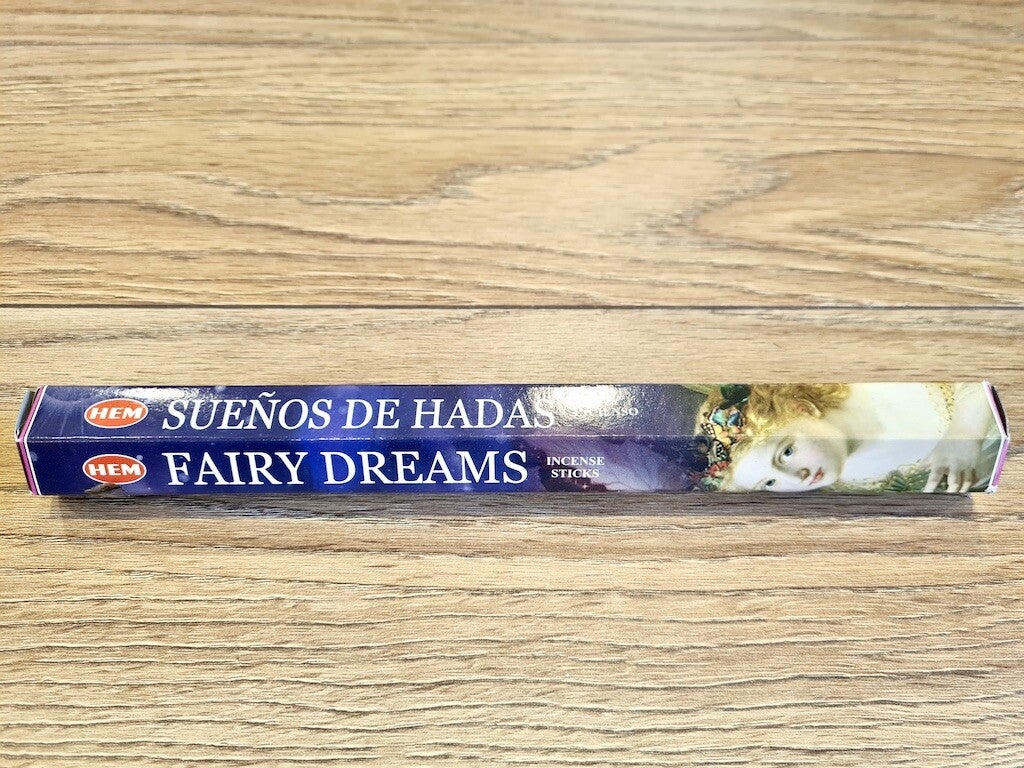 HEM SUEÑOS DE HADAS
HEM FAIRY DREAMS INCENSE
STICKS